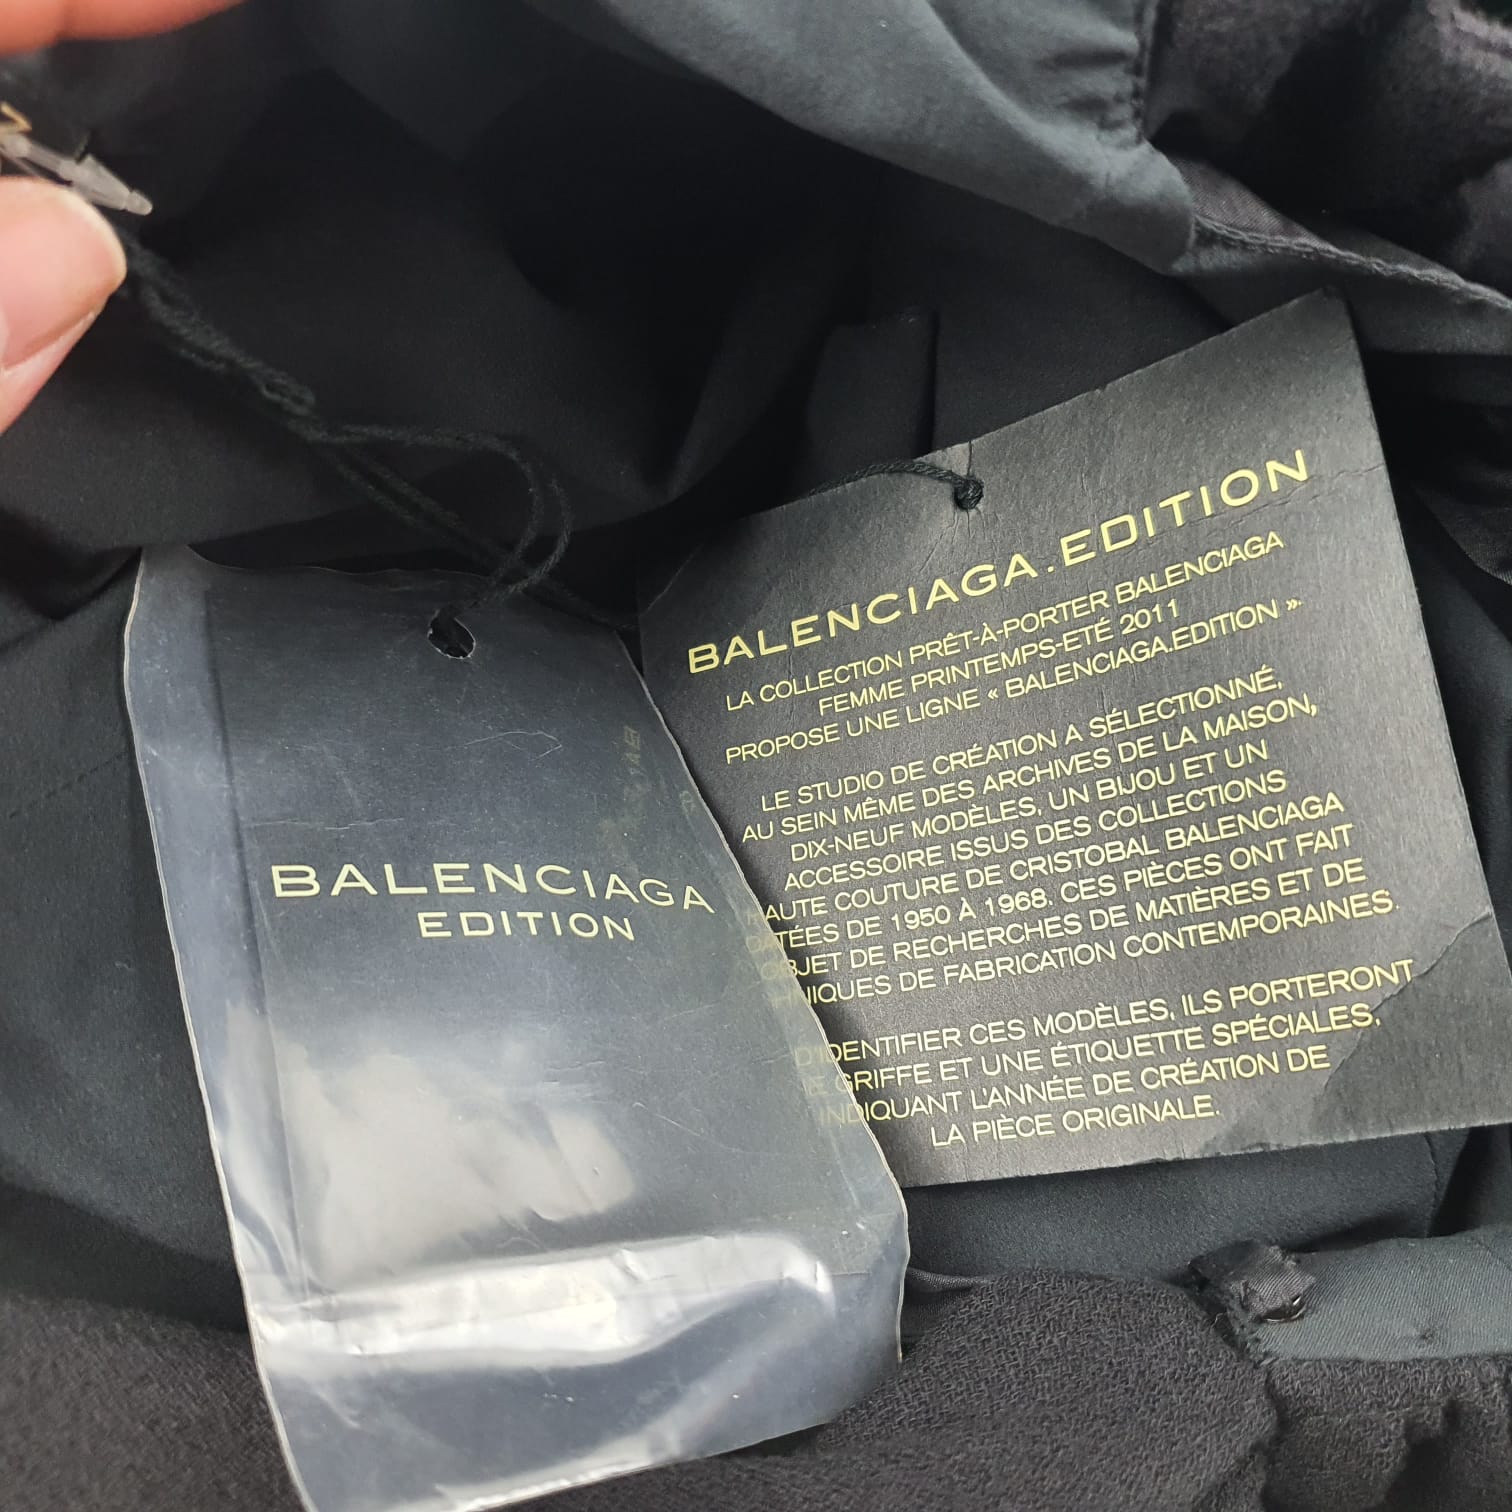 BALENCIAGA
EDITION
BALENCIAGA.EDITION
LA COLLECTION PRÊT-À-PORTER BALENCIAGA
FEMME PRINTEMPS-ETÉ 2011
PROPOSE UNE LIGNE « BALENCIAGA.EDITION ».
LE STUDIO DE CRÉATION A SÉLECTIONNÉ,
AU SEIN MÊME DES ARCHIVES DE LA MAISON,
DIX-NEUF MODÈLES, UN BIJOU ET UN
ACCESSOIRE ISSUS DES COLLECTIONS
HAUTE COUTURE DE CRISTOBAL BALENCIAGA
DATÉES DE 1950 À 1968. CES PIÈCES ONT FAIT
OBJET DE RECHERCHES DE MATIÈRES ET DE
NIQUES DE FABRICATION CONTEMPORAINES.
D'IDENTIFIER CES MODÈLES, ILS PORTERONT
E GRIFFE ET UNE ÉTIQUETTE SPÉCIALES,
INDIQUANT L'ANNÉE DE CRÉATION DE
LA PIÈCE ORIGINALE.